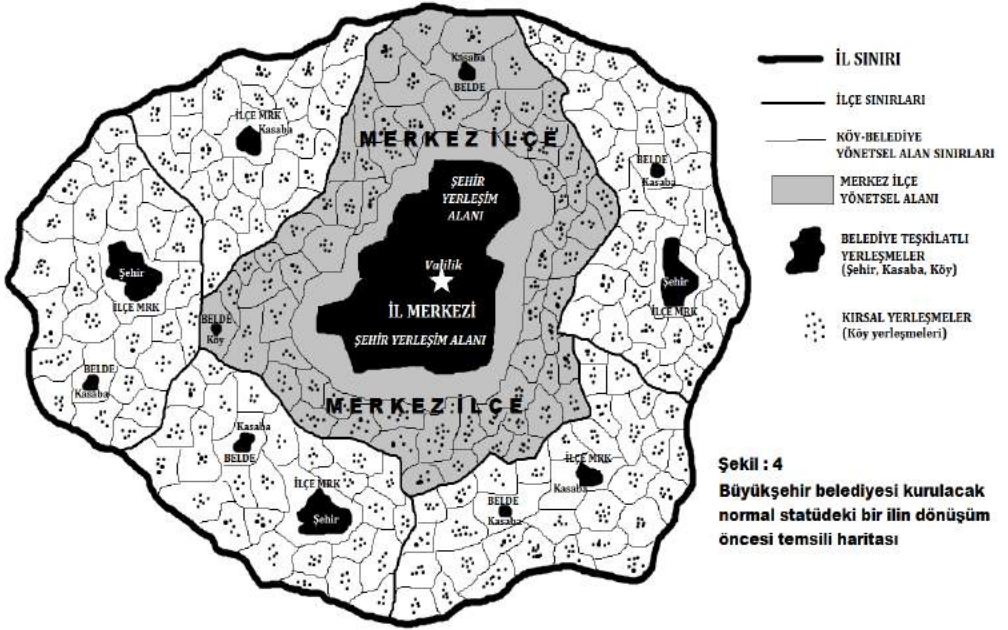 Kasaba
BELDE
İLÇE MRK
Kasaba
MERKEZ İLÇE
BELDE
Kasaba
ŞEHİR
YERLEŞİM
ALANI
Şehir
İLÇE MRK
Valilik
İL MERKEZİ
ŞEHİR YERLEŞİM ALANI
Şehir
İLÇE MRK
BELDE
Köy
BELDE
Kasaba
MERKEZ İLÇE
Kasaba
BELDE
İLÇE MRK
Şehir
İLÇE MRK
Kasaba
BELDE
Kasaba
İL SINIRI
İLÇE SINIRLARI
KÖY-BELEDİYE
YÖNETSEL ALAN SINIRLARI
MERKEZ İLÇE
YÖNETSEL ALANI
BELEDİYE TEŞKİLATLI
YERLEŞMELER
(Şehir, Kasaba, Köy)
KIRSAL YERLEŞMELER
(Köy yerleşmeleri)
Şekil : 4
Büyükşehir belediyesi kurulacak
normal statüdeki bir ilin dönüşüm
öncesi temsili haritası